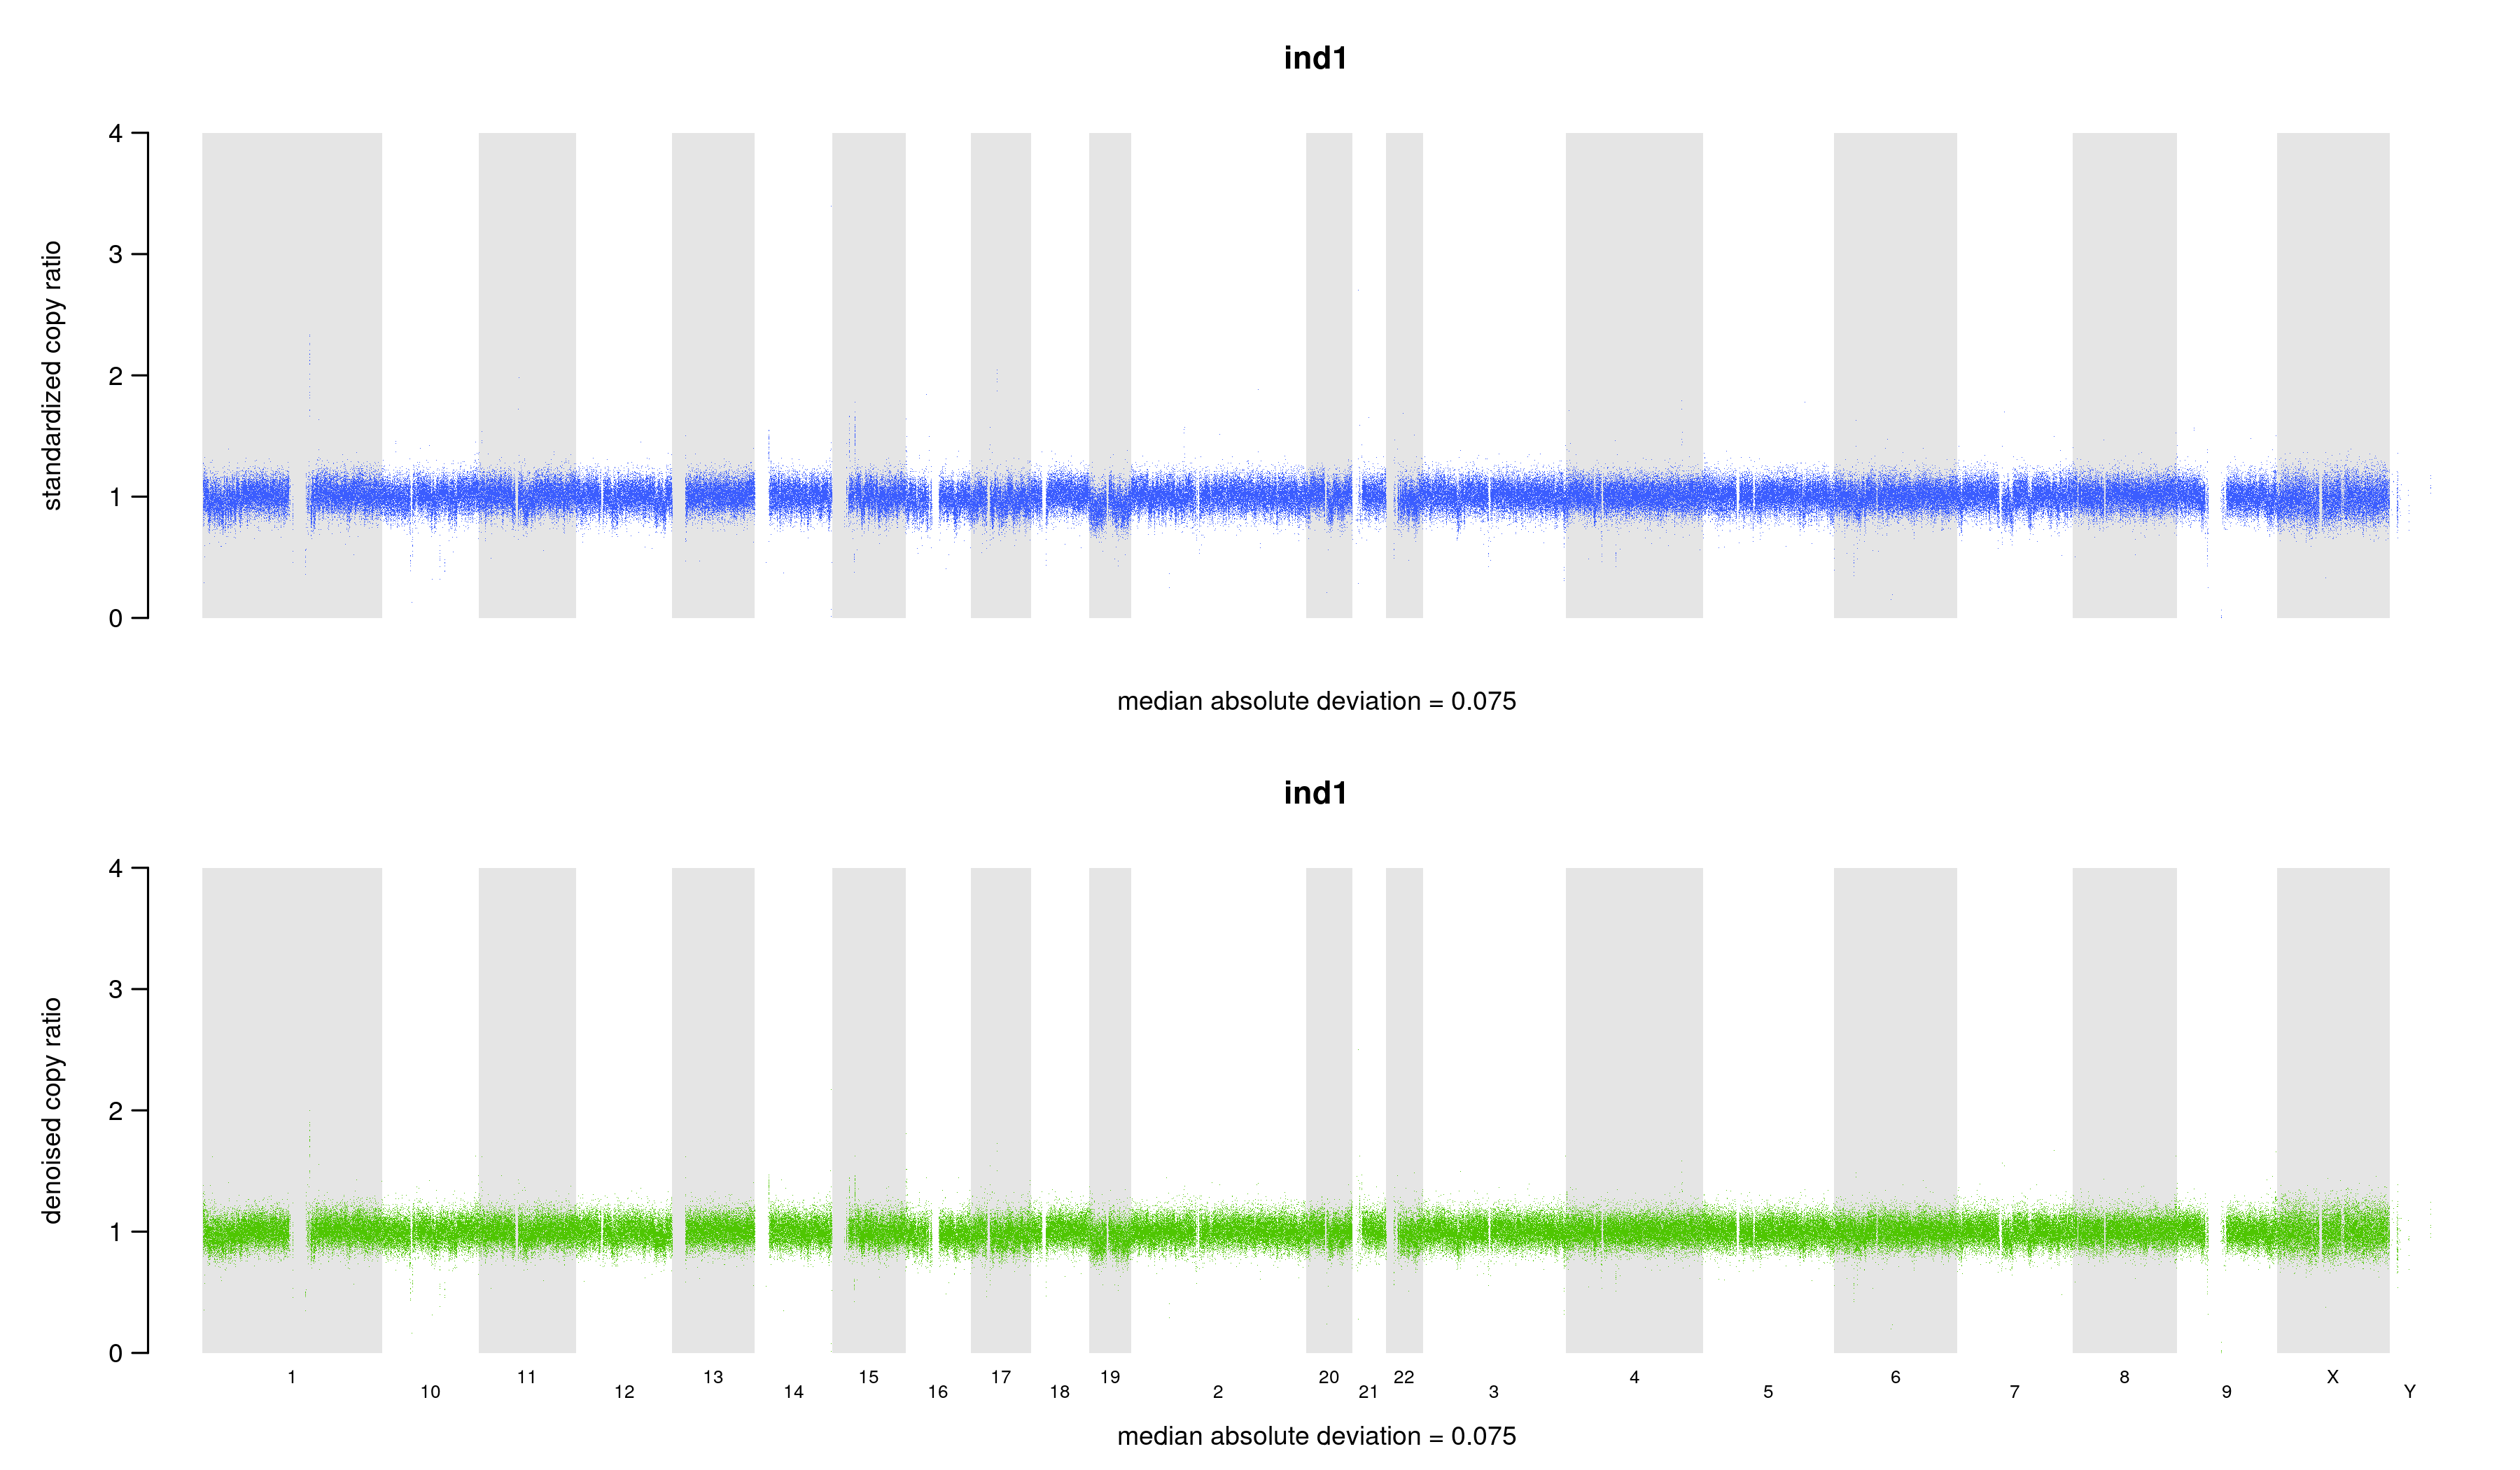 ind1
4
3
2
1
0
standardized copy ratio
median absolute deviation = 0.075
ind1
4
3
2
1
0
denoised copy ratio
1 11 13 15 17 19 20 22 4 6 8 X
10 12 14 16 18 2 21 3 5 7 9 Y
median absolute deviation = 0.075